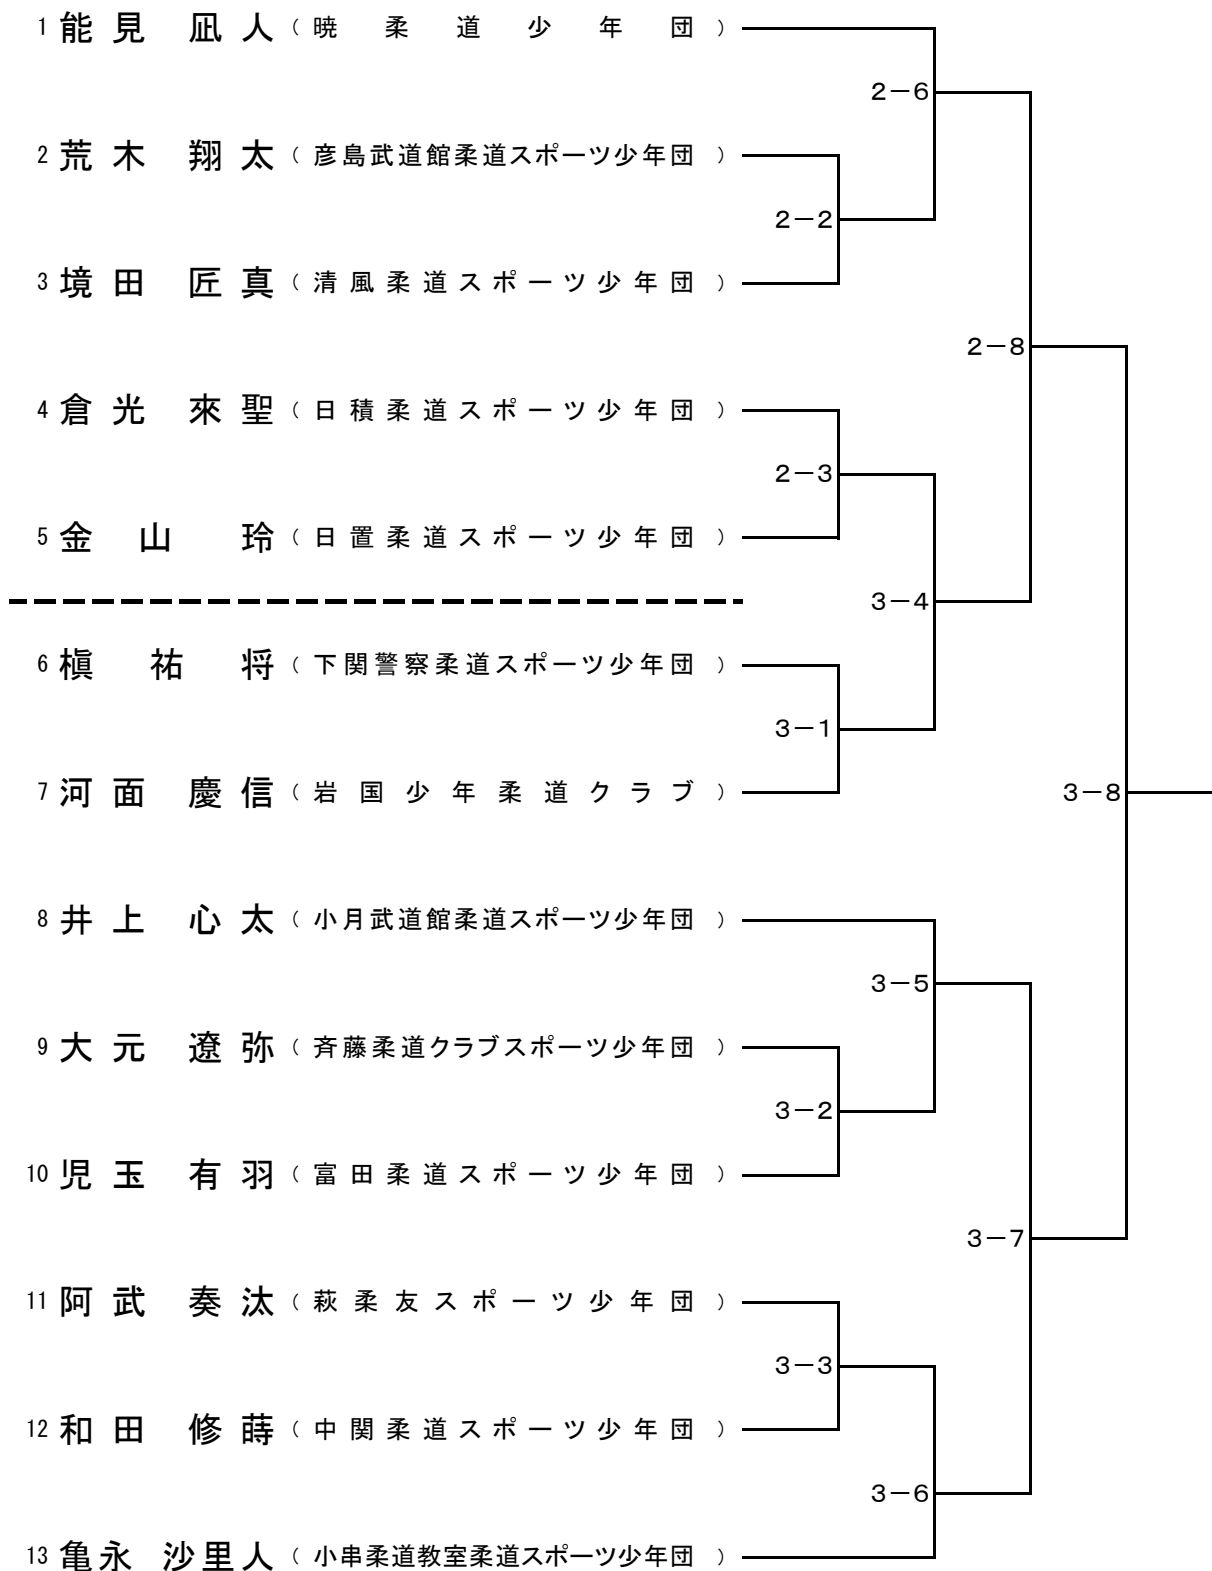 1 能見 凪人 （ 暁柔道少年団 ）
2－6
2 荒木 翔太 （ 彦島武道館柔道スポーツ少年団 ）
2－2
3 境田 匠真 （ 清風柔道スポーツ少年団 ）
2－8
4 倉光 來聖 （ 日積柔道スポーツ少年団 ）
2－3
5 金山 玲 （ 日置柔道スポーツ少年団 ）
3－4
6 槇 祐将 （ 下関警察柔道スポーツ少年団 ）
3－1
7 河面 慶信 （ 岩国少年柔道クラブ ）
3－8
8 井上 心太 （ 小月武道館柔道スポーツ少年団 ）
3－5
9 大元 遼弥 （ 斉藤柔道クラブスポーツ少年団 ）
3－2
10 児玉 有羽 （ 富田柔道スポーツ少年団 ）
3－7
11 阿武 奏汰 （ 萩柔友スポーツ少年団 ）
3－3
12 和田 修蒔 （ 中関柔道スポーツ少年団 ）
3－6
13 亀永 沙里人 （ 小串柔道教室柔道スポーツ少年団 ）